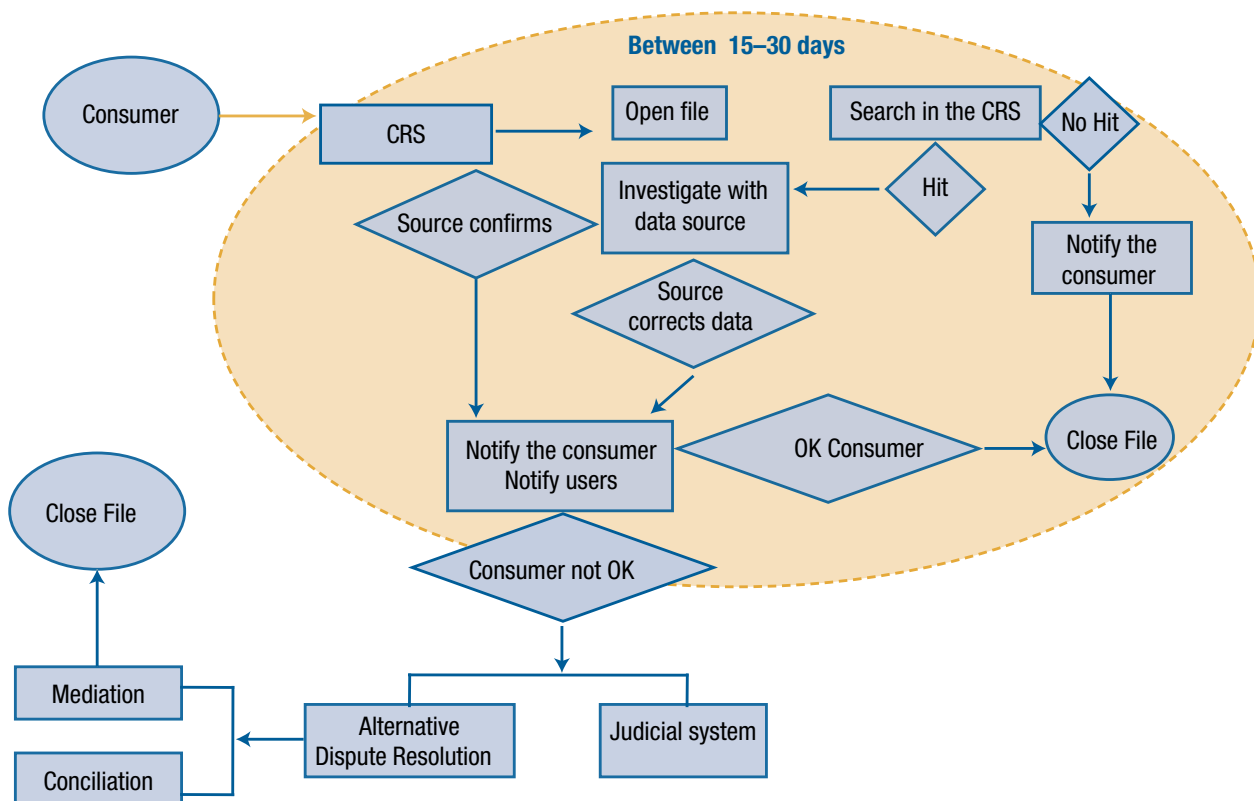 Between 15–30 days
Consumer
CRS
Open file
Search in the CRS
No Hit
Hit
Investigate with
data source
Source confirms
Notify the
consumer
Source
corrects data
Notify the consumer
Notify users
OK Consumer
Close File
Close File
Consumer not OK
Mediation
Alternative
Dispute Resolution
Judicial system
Conciliation